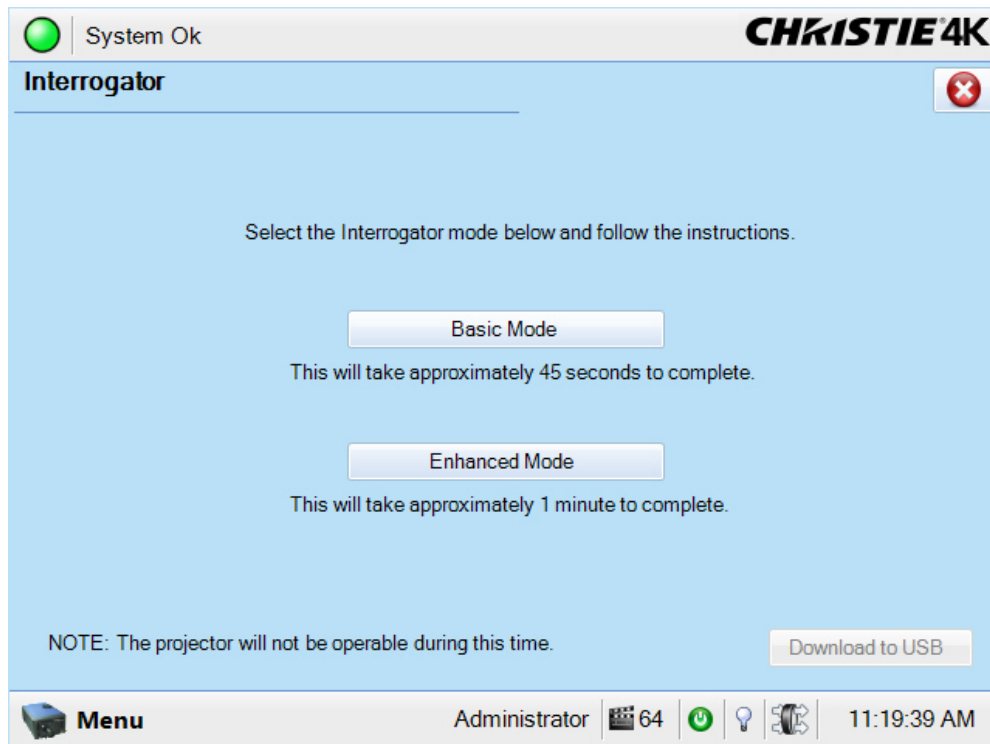 System Ok
CHRISTIE 4K
Interrogator
Select the Interrogator mode below and follow the instructions.
Basic Mode
This will take approximately 45 seconds to complete.
Enhanced Mode
This will take approximately 1 minute to complete.
NOTE: The projector will not be operable during this time.
Download to USB
Menu
Administrator
64
11:19:39 AM